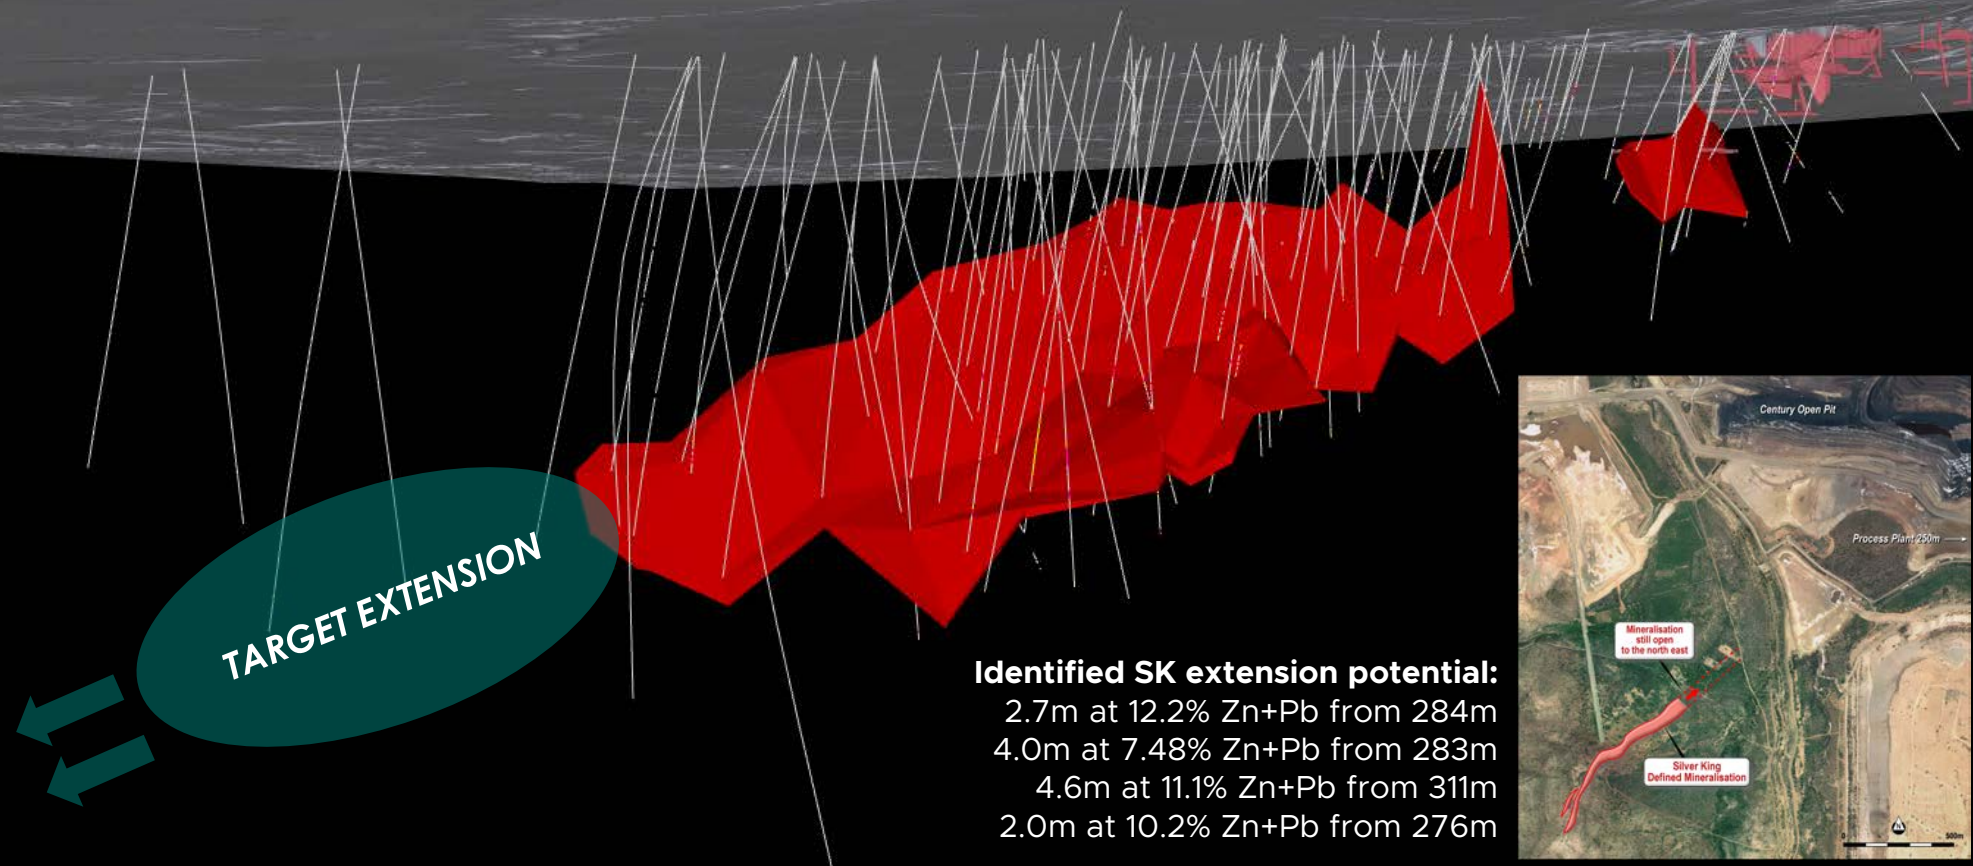 TARGET EXTENSION
Identified SK extension potential:
2.7m at 12.2% Zn+Pb from 284m
4.0m at 7.48% Zn+Pb from 283m
4.6m at 11.1% Zn+Pb from 311m
2.0m at 10.2% Zn+Pb from 276m
Century Open Pit
Process Plant 250m
Mineralisation
still open
to the north east
Silver King
Defined Mineralisation
N
0
500m